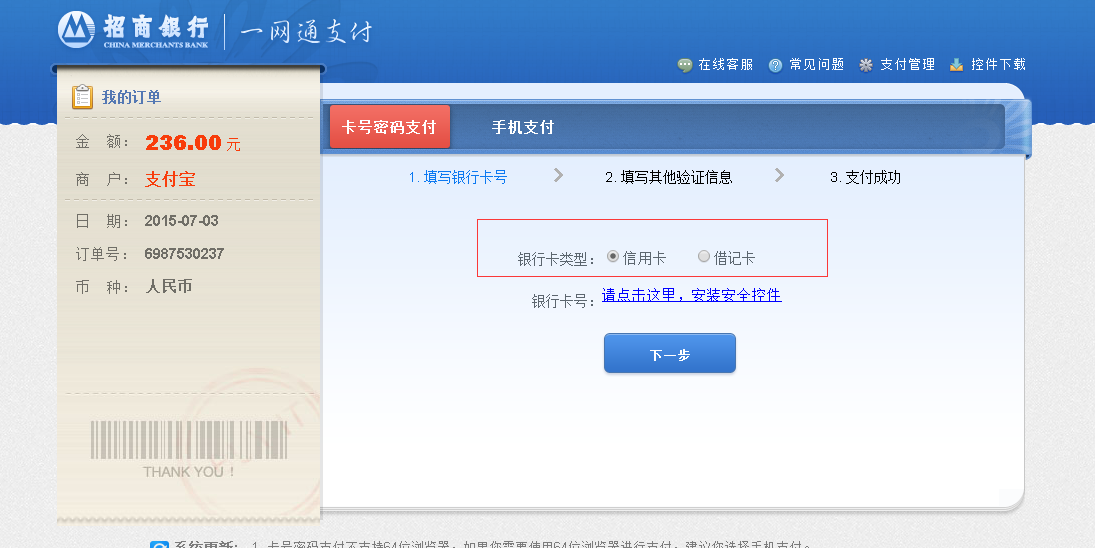 招商银行
CHINA MERCHANTS BANK
一网通支付
在线客服 常见问题 支付管理 控件下载
我的订单
金 额： 236.00 元
商 户： 支付宝
日 期： 2015-07-03
订单号： 6987530237
币 种： 人民币
THANK YOU !
卡号密码支付 手机支付
1. 填写银行卡号 2. 填写其他验证信息 3. 支付成功
银行卡类型： 信用卡 借记卡
银行卡号： 请点击这里，安装安全控件
下一步
系统更新： 1. 卡号密码支付不支持64位浏览器，如果您需要使用64位浏览器进行支付，建议您选择手机支付。